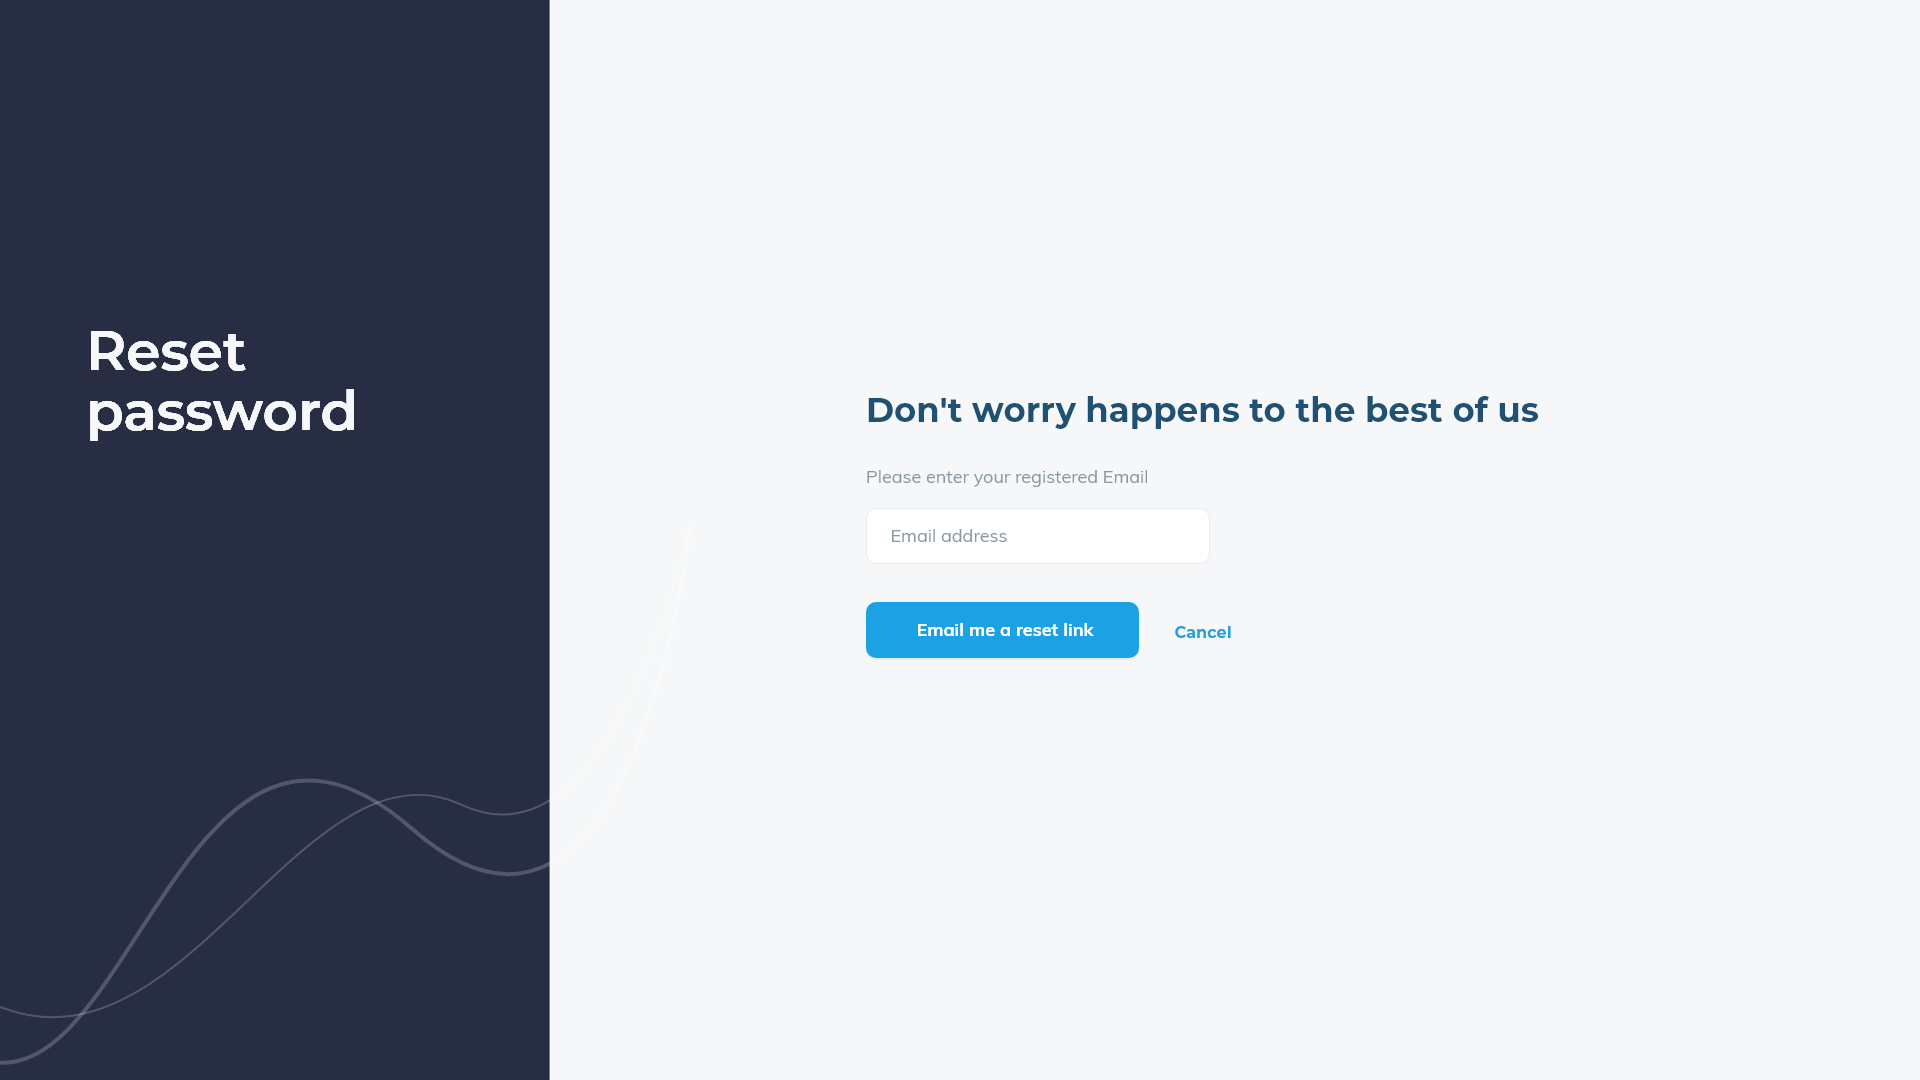 Reset
password
Don't worry happens to the best of us
Please enter your registered Email
Email address
Email me a reset link
Cancel